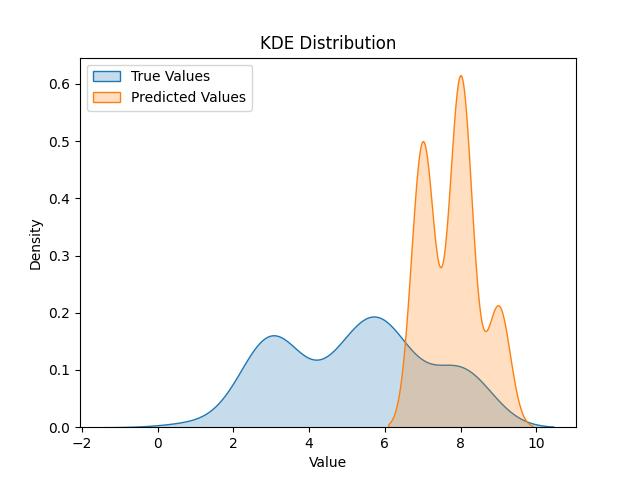 KDE Distribution
True Values
Predicted Values
Density
0.6
0.5
0.4
0.3
0.2
0.1
0.0
−2 0 2 4 6 8 10
Value